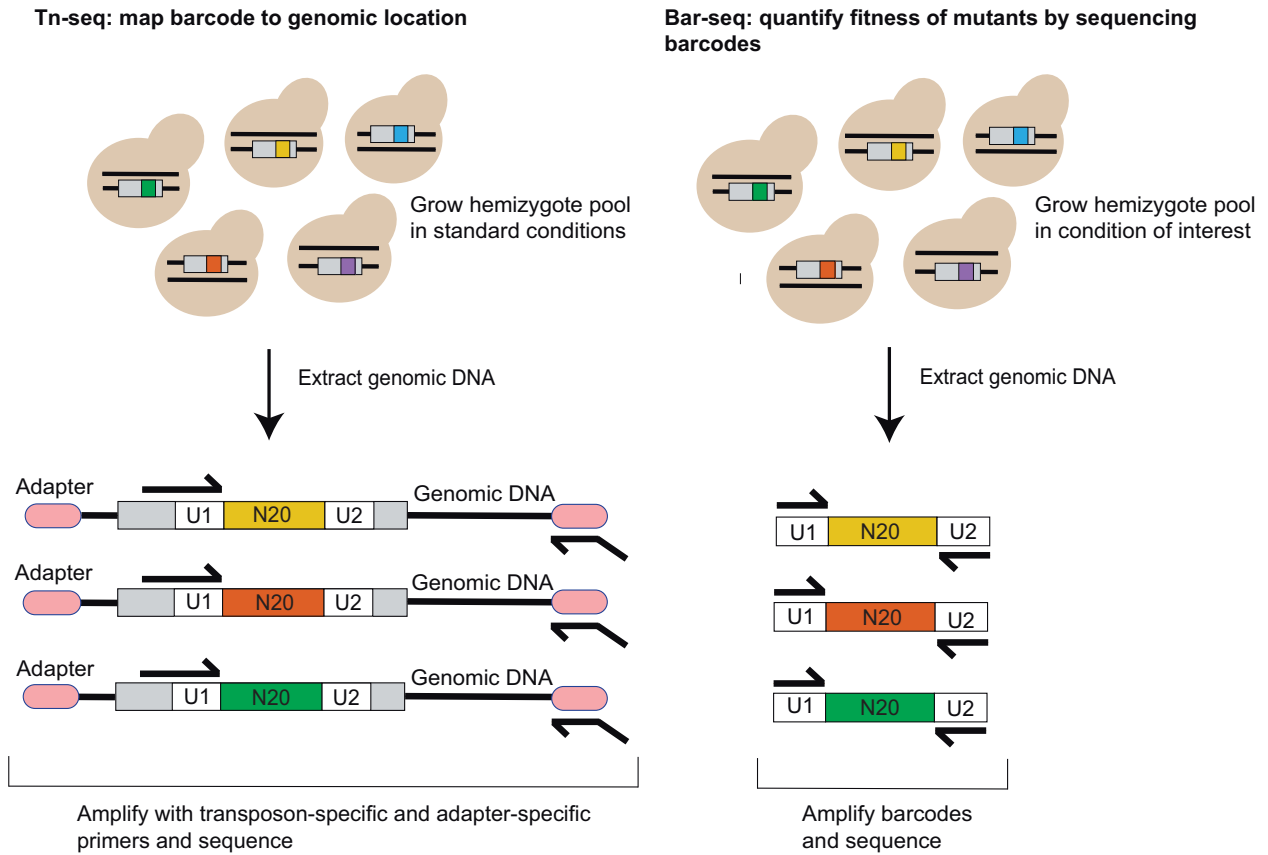 Tn-seq: map barcode to genomic location
Grow hemizygote pool
in standard conditions
Extract genomic DNA
Adapter
U1
N20
U2
Genomic DNA
Adapter
U1
N20
U2
Genomic DNA
Adapter
U1
N20
U2
Genomic DNA
Amplify with transposon-specific and adapter-specific
primers and sequence
Bar-seq: quantify fitness of mutants by sequencing
barcodes
Grow hemizygote pool
in condition of interest
Extract genomic DNA
U1
N20
U2
U1
N20
U2
U1
N20
U2
Amplify barcodes
and sequence